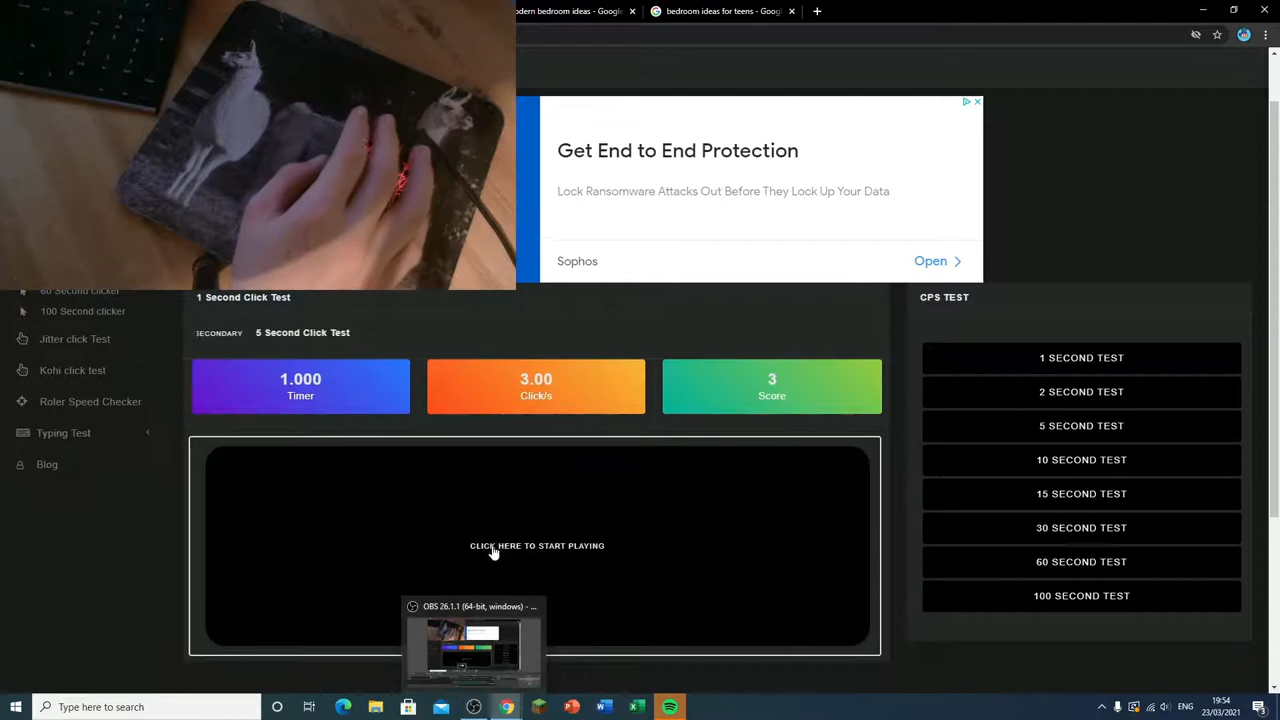 odern bedroom ideas - Google
bedroom ideas for teens - Googl
Get End to End Protection
Lock Ransomware Attacks Out Before They Lock Up Your Data
Sophos
Open
60 Second clicker
100 Second clicker
Jitter click Test
Kohi click test
Roler Speed Checker
Typing Test
Blog
1 Second Click Test
SECONDARY 5 Second Click Test
1.000
Timer
3.00
Click/s
3
Score
CLICK HERE TO START PLAYING
CPS TEST
1 SECOND TEST
2 SECOND TEST
5 SECOND TEST
10 SECOND TEST
15 SECOND TEST
30 SECOND TEST
60 SECOND TEST
100 SECOND TEST
OBS 26.1.1 (64-bit, windows) - ...
Type here to search
ENG
19:54
23/03/2021